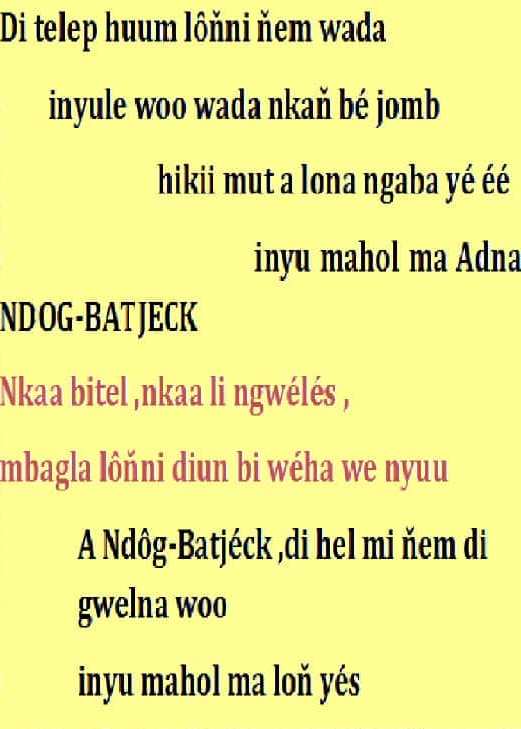 Di telep huum lôňni ňem wada
inyule woo wada nkaň bé jomb
hikii mut a lona ngaba yé éé
inyu mahol ma Adna
NDOG-BATJECK
Nkaa bitel ,nkaa li ngwélés ,
mbagla lôňni diun bi wéha we nyuu
A Ndôg-Batjéck ,di hel mi ňem di
gwelna woo
inyu mahol ma loň yés